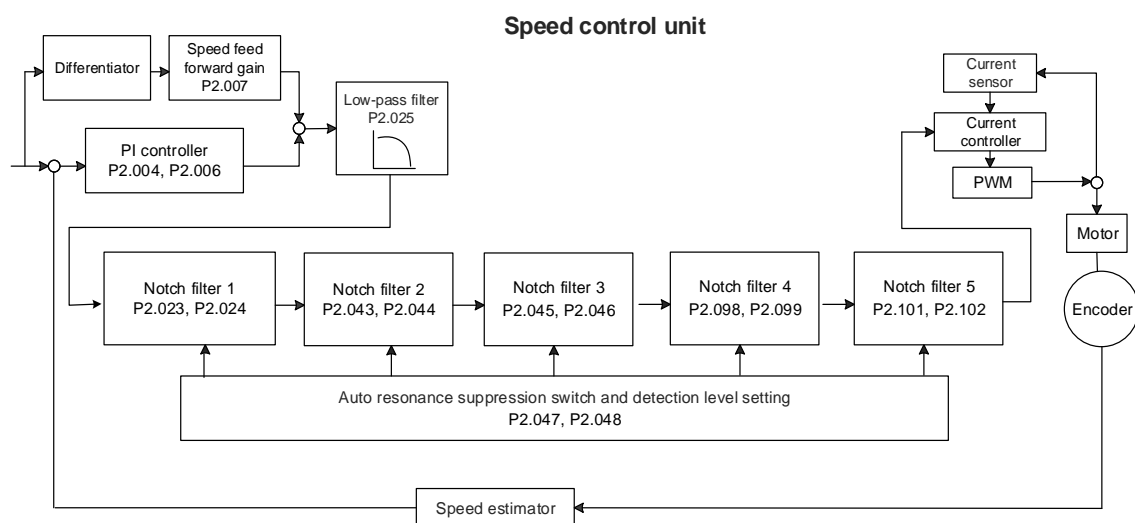 Speed control unit
Differentiator
Speed feed
forward gain
P2.007
Low-pass filter
P2.025
PI controller
P2.004, P2.006
Current
sensor
Current
controller
PWM
Motor
Encoder
Notch filter 1
P2.023, P2.024
Notch filter 2
P2.043, P2.044
Notch filter 3
P2.045, P2.046
Notch filter 4
P2.098, P2.099
Notch filter 5
P2.101, P2.102
Auto resonance suppression switch and detection level setting
P2.047, P2.048
Speed estimator